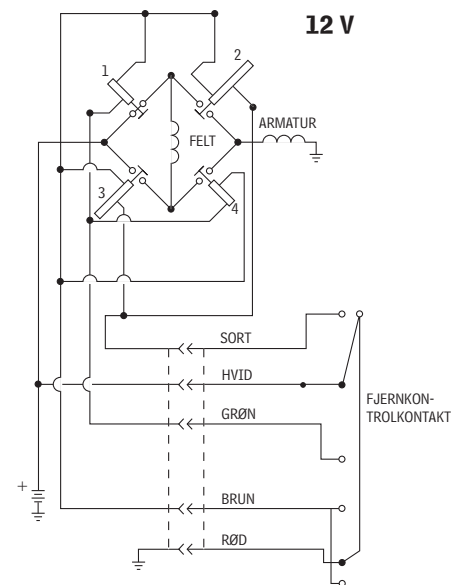 12 V
1
2
FELT
ARMATUR
3
4
SORT
HVID
FJERNKON-
TROLKONTAKT
GRØN
+
BRUN
RØD